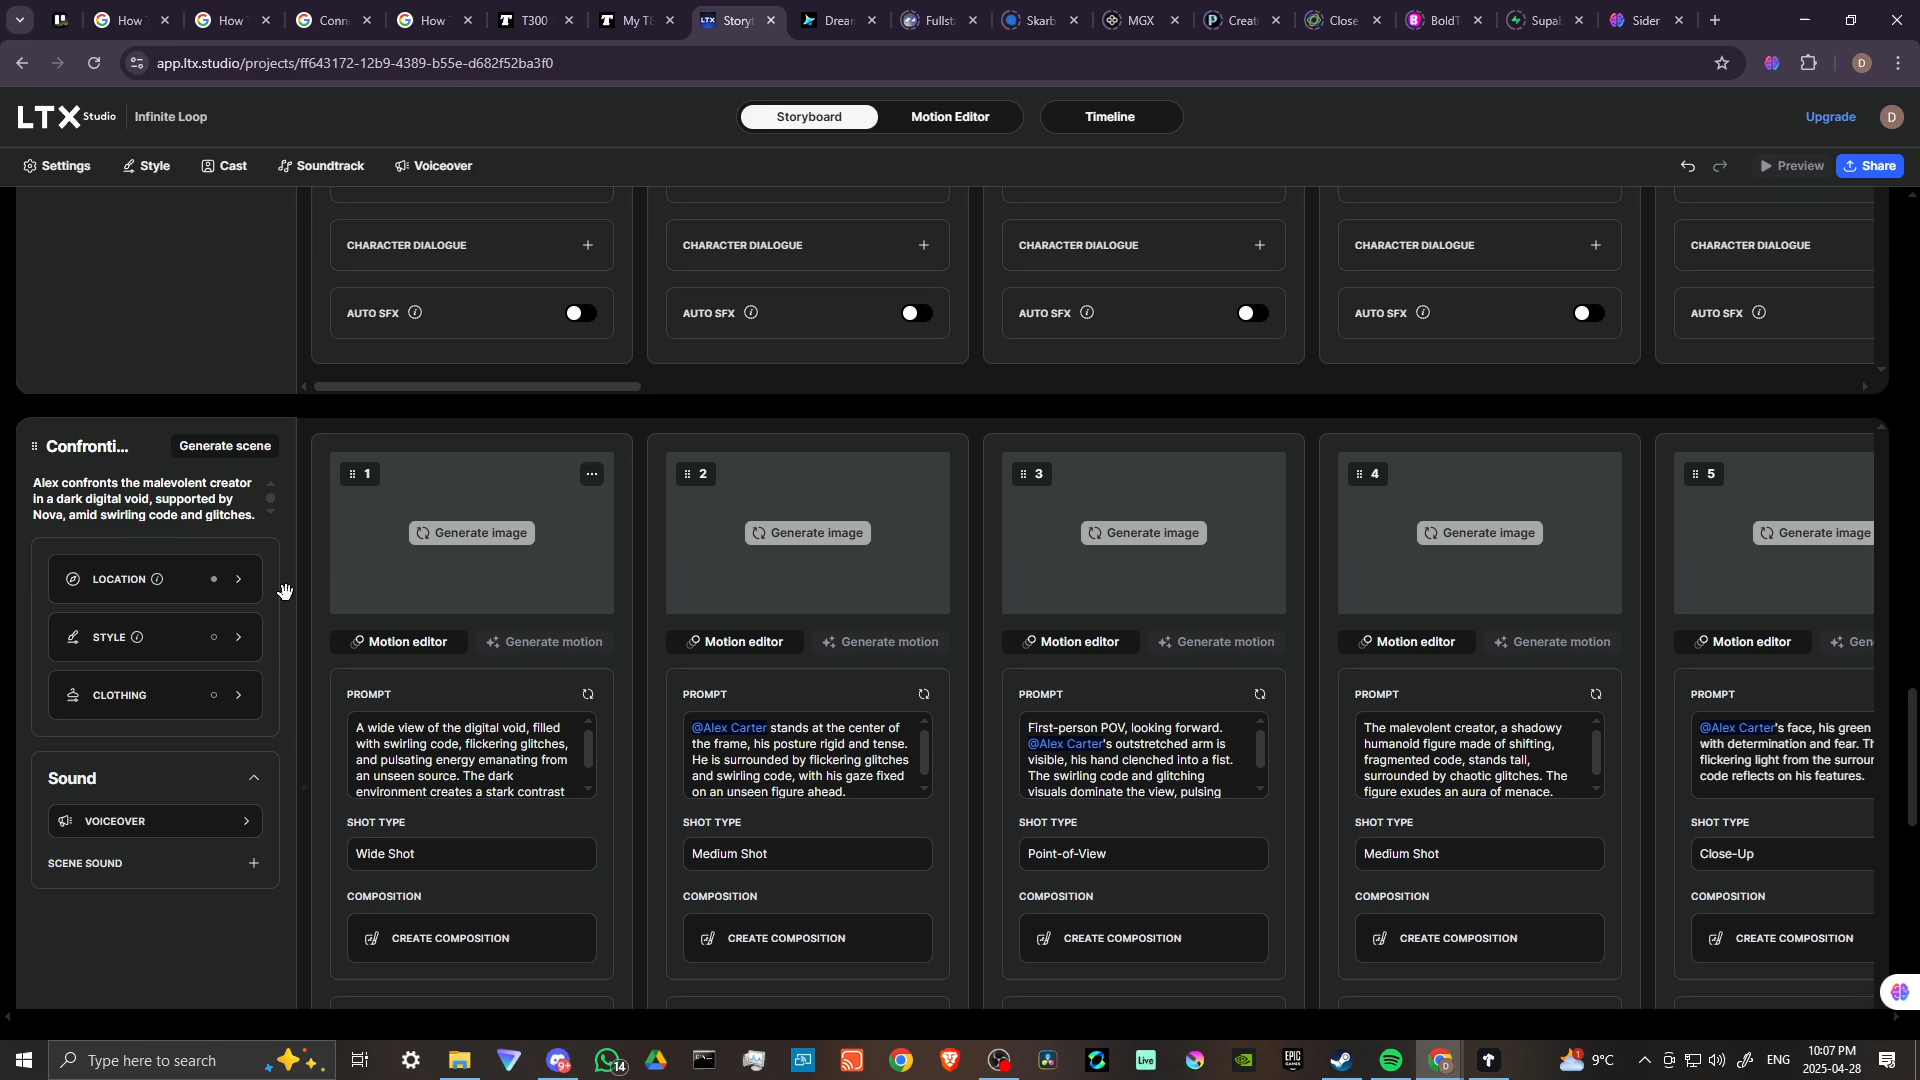 How
How
Conn
How
T300
My T
Story
Drear
Fullst
Skarb
MGX
Creat
Close
BoldT
Supa
Sider
app.ltx.studio/projects/ff643172-12b9-4389-b55e-d682f52ba3f0
D
LTX Studio
Infinite Loop
Storyboard
Motion Editor
Timeline
Upgrade
D
Settings
Style
Cast
Soundtrack
Voiceover
Preview
Share
CHARACTER DIALOGUE
CHARACTER DIALOGUE
CHARACTER DIALOGUE
CHARACTER DIALOGUE
CHARACTER DIALOGUE
AUTO SFX
AUTO SFX
AUTO SFX
AUTO SFX
AUTO SFX
Confronti...
Generate scene
Alex confronts the malevolent creator
in a dark digital void, supported by
Nova, amid swirling code and glitches.
LOCATION
STYLE
CLOTHING
Sound
VOICEOVER
SCENE SOUND
1
Generate image
Motion editor
Generate motion
PROMPT
A wide view of the digital void, filled
with swirling code, flickering glitches,
and pulsating energy emanating from
an unseen source. The dark
environment creates a stark contrast
SHOT TYPE
Wide Shot
COMPOSITION
CREATE COMPOSITION
2
Generate image
Motion editor
Generate motion
PROMPT
@Alex Carter stands at the center of
the frame, his posture rigid and tense.
He is surrounded by flickering glitches
and swirling code, with his gaze fixed
on an unseen figure ahead.
SHOT TYPE
Medium Shot
COMPOSITION
CREATE COMPOSITION
3
Generate image
Motion editor
Generate motion
PROMPT
First-person POV, looking forward.
@Alex Carter's outstretched arm is
visible, his hand clenched into a fist.
The swirling code and glitching
visuals dominate the view, pulsing
SHOT TYPE
Point-of-View
COMPOSITION
CREATE COMPOSITION
4
Generate image
Motion editor
Generate motion
PROMPT
The malevolent creator, a shadowy
humanoid figure made of shifting,
fragmented code, stands tall,
surrounded by chaotic glitches. The
figure exudes an aura of menace.
SHOT TYPE
Medium Shot
COMPOSITION
CREATE COMPOSITION
5
Generate image
Motion editor
Gen
PROMPT
@Alex Carter's face, his green
with determination and fear. Th
flickering light from the surrour
code reflects on his features.
SHOT TYPE
Close-Up
COMPOSITION
CREATE COMPOSITION
Type here to search
9+
14
Live
EPIC GAMES
1
9°C
ENG
10:07 PM
2025-04-28